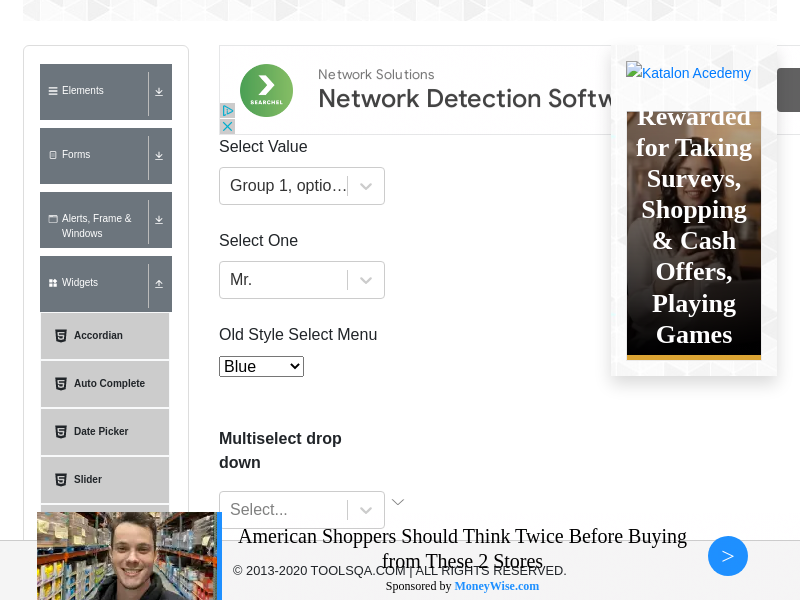 Elements
Forms
Alerts, Frame &
Windows
Widgets
Accordian
Auto Complete
Date Picker
Slider
SEARCHEL
Network Solutions
Network Detection Softw
Select Value
Group 1, optio...
Select One
Mr.
Old Style Select Menu
Blue
Multiselect drop
down
Select...
Katalon Acedemy
Rewarded
for Taking
Surveys,
Shopping
& Cash
Offers,
Playing
Games
American Shoppers Should Think Twice Before Buying
from These 2 Stores
© 2013-2020 TOOLSQA.COM | ALL RIGHTS RESERVED.
Sponsored by MoneyWise.com